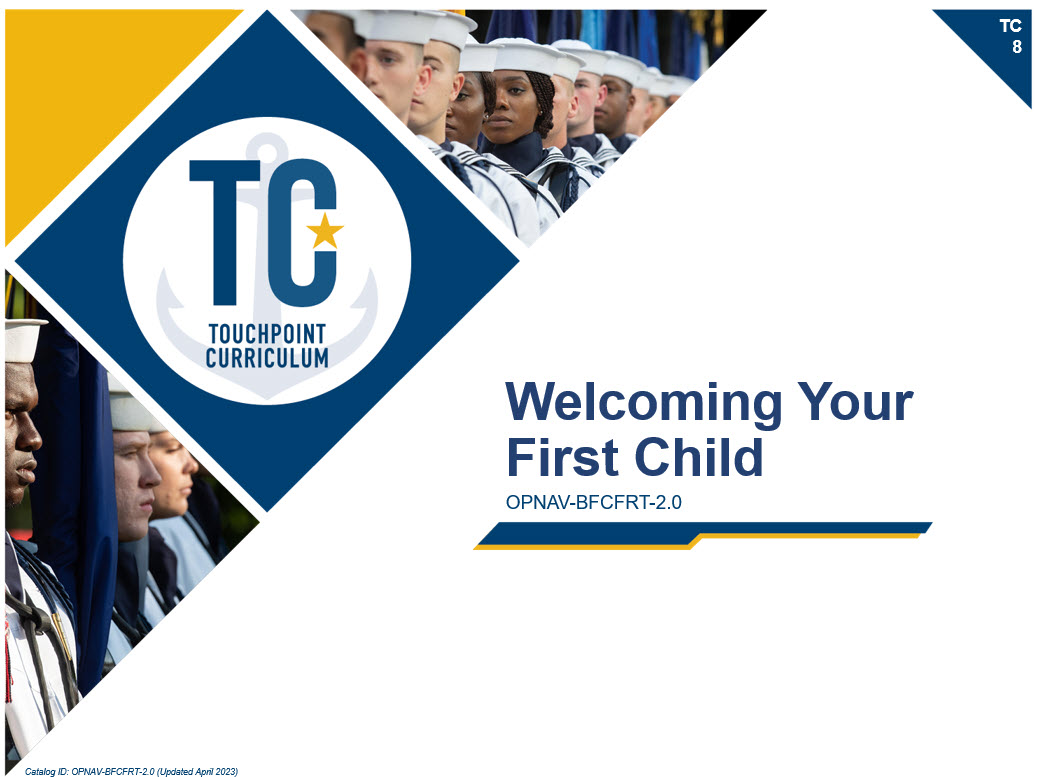 TC
8
TC
TOUCHPOINT
CURRICULUM
Welcoming Your
First Child
OPNAV-BFCFRT-2.0
Catalog ID: OPNAV-BFCFRT-2.0 (Updated April 2023)